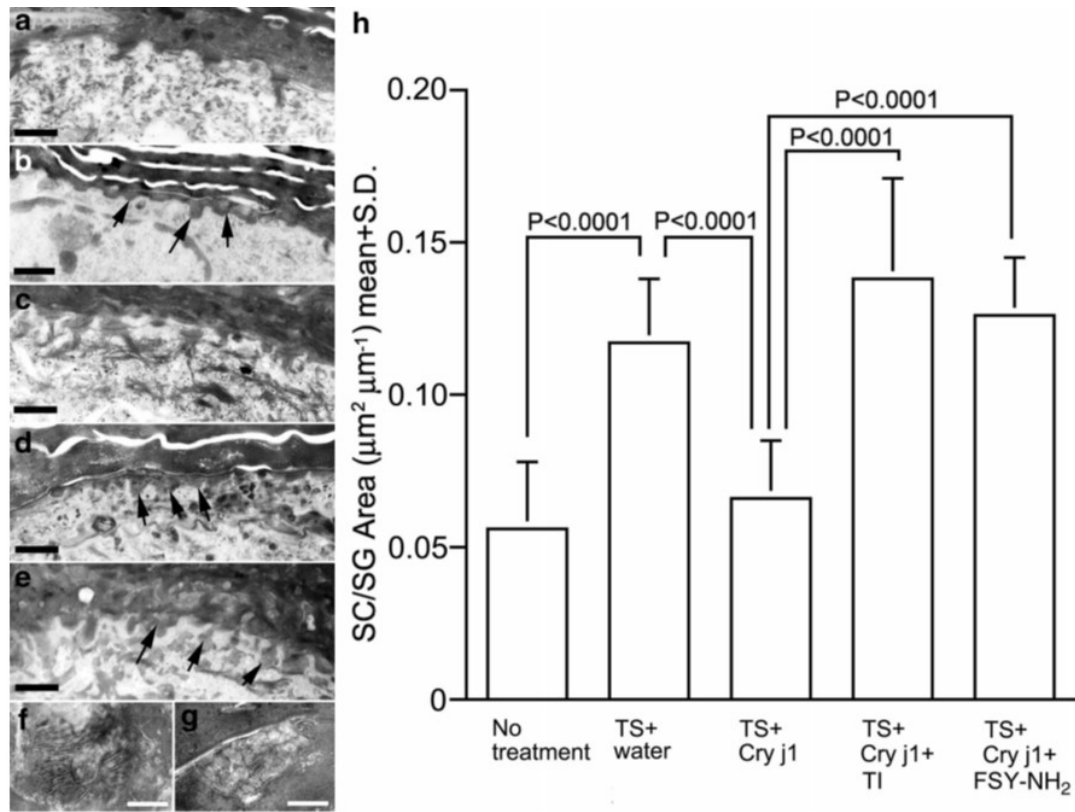 a
b
c
d
e
f
g
h
SC/SG Area (µm² µm⁻¹) mean+S.D.
0.20
0.15
0.10
0.05
0
P<0.0001
P<0.0001
P<0.0001
P<0.0001
No
treatment
TS+
water
TS+
Cry j1
TS+
Cry j1+
TI
TS+
Cry j1+
FSY-NH₂